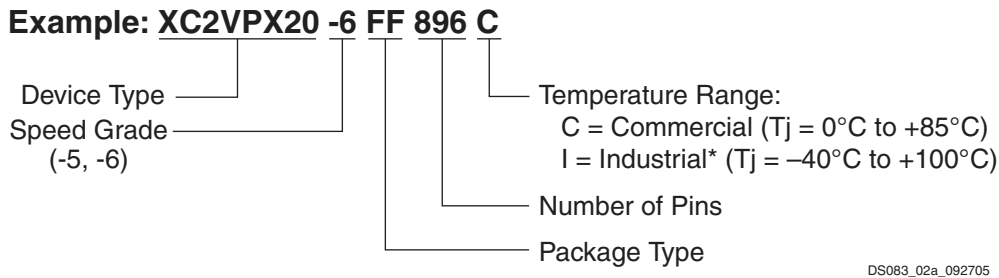 Example: XC2VPX20 -6 FF 896 C
Device Type
Speed Grade
(-5, -6)
Temperature Range:
C = Commercial (Tj = 0°C to +85°C)
I = Industrial* (Tj = –40°C to +100°C)
Number of Pins
Package Type
DS083_02a_092705